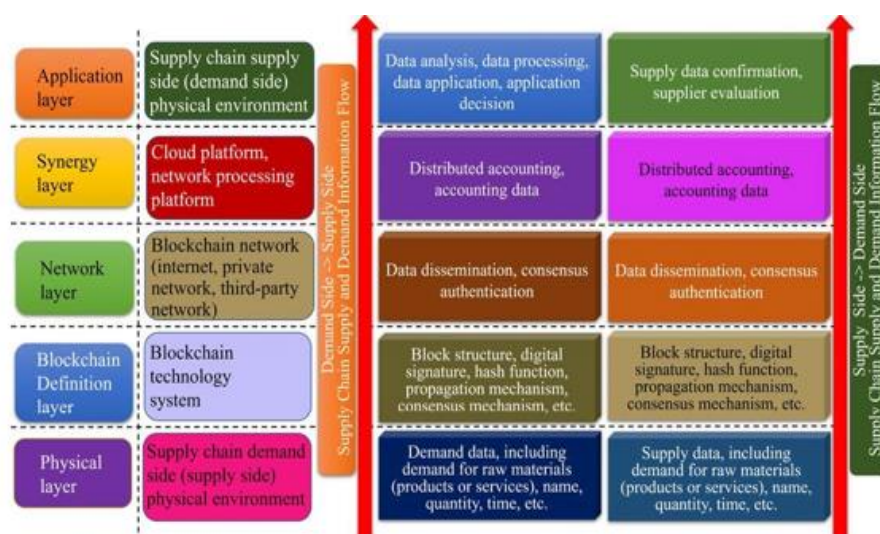 Application
layer
Supply chain supply
side (demand side)
physical environment
Data analysis, data processing,
data application, application
decision
Supply data confirmation,
supplier evaluation
Synergy
layer
Cloud platform,
network processing
platform
Distributed accounting,
accounting data
Distributed accounting,
accounting data
Network
layer
Blockchain network
(internet, private
network, third-party
network)
Data dissemination, consensus
authentication
Data dissemination, consensus
authentication
Blockchain
Definition
layer
Blockchain
technology
system
Block structure, digital
signature, hash function,
propagation mechanism,
consensus mechanism, etc.
Block structure, digital
signature, hash function,
propagation mechanism,
consensus mechanism, etc.
Physical
layer
Supply chain demand
side (supply side)
physical environment
Demand data, including
demand for raw materials
(products or services), name,
quantity, time, etc.
Supply data, including
demand for raw materials
(products or services), name,
quantity, time, etc.
Demand Side -> Supply Side
Supply Chain Supply and Demand Information Flow
Supply Side -> Demand Side
Supply Chain Supply and Demand Information Flow